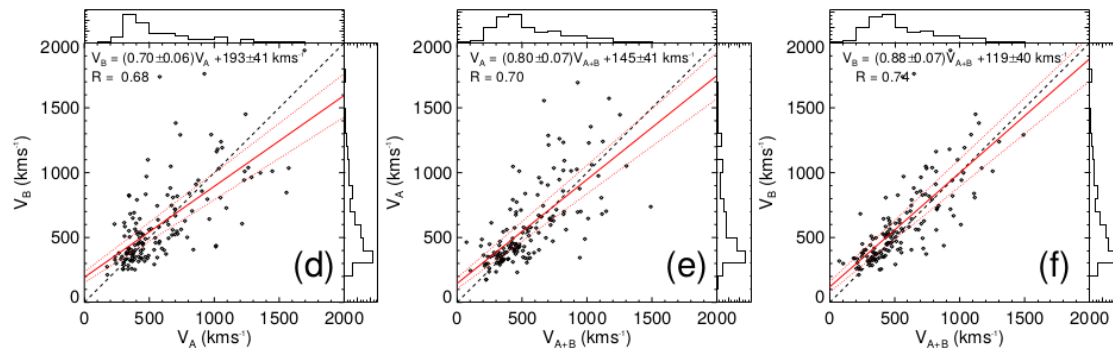 2000
1500
1000
500
0
V_B (kms⁻¹)
V_B = (0.70±0.06)V_A +193±41 kms⁻¹
R = 0.68
(d)
0 500 1000 1500 2000
V_A (kms⁻¹)
2000
1500
1000
500
0
V_A (kms⁻¹)
V_A = (0.80±0.07)V_A+B +145±41 kms⁻¹
R = 0.70
(e)
0 500 1000 1500 2000
V_A+B (kms⁻¹)
2000
1500
1000
500
0
V_B (kms⁻¹)
V_B = (0.88±0.07)V_A+B +119±40 kms⁻¹
R = 0.74
(f)
0 500 1000 1500 2000
V_A+B (kms⁻¹)